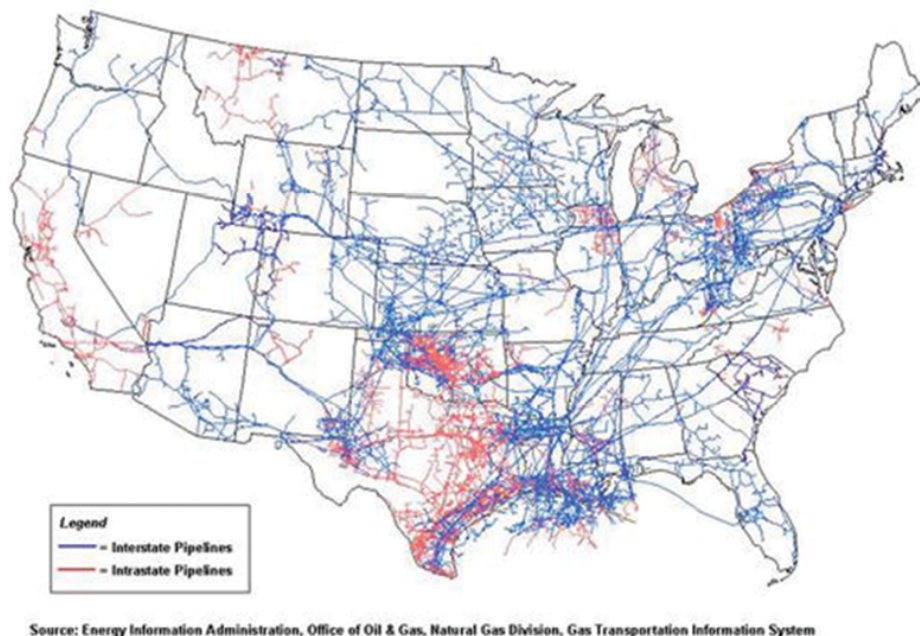 Legend
= Interstate Pipelines
= Intrastate Pipelines
Source: Energy Information Administration, Office of Oil & Gas, Natural Gas Division, Gas Transportation Information System